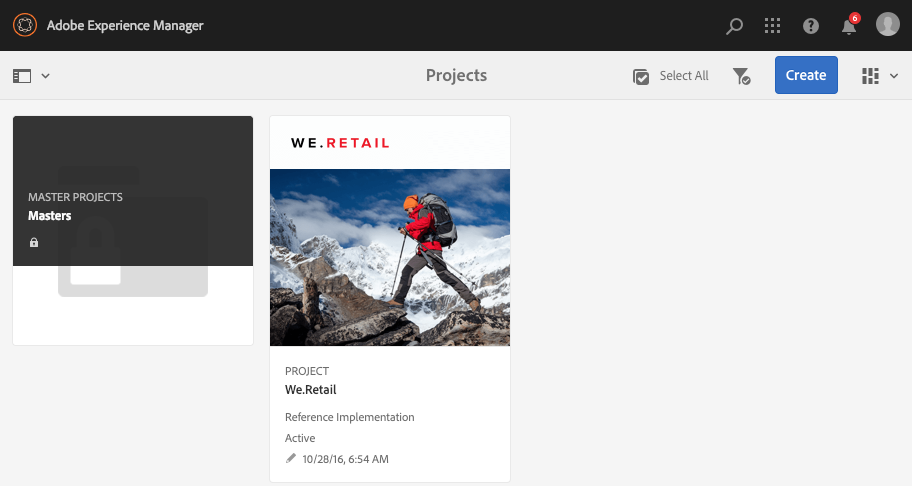 Adobe Experience Manager
6
Projects
Select All
Create
MASTER PROJECTS
Masters
WE.RETAIL
PROJECT
We.Retail
Reference Implementation
Active
10/28/16, 6:54 AM